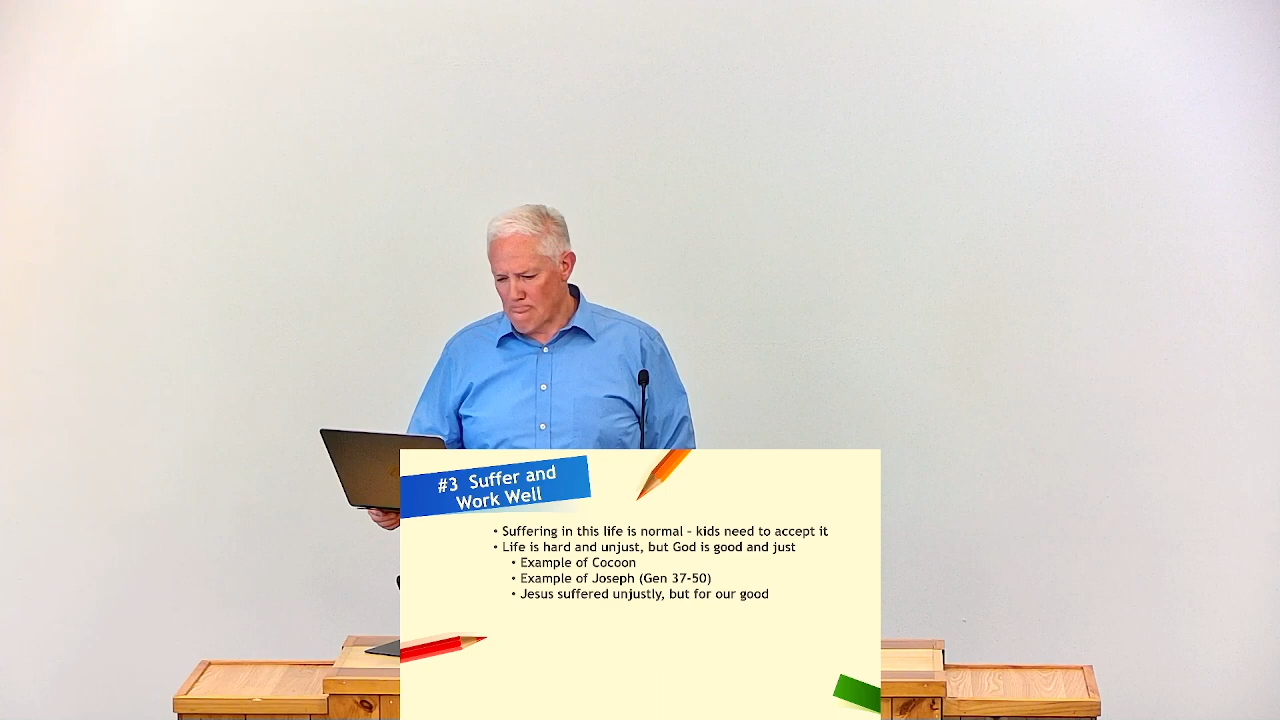 #3 Suffer and
Work Well
• Suffering in this life is normal - kids need to accept it
• Life is hard and unjust, but God is good and just
• Example of Cocoon
• Example of Joseph (Gen 37-50)
• Jesus suffered unjustly, but for our good